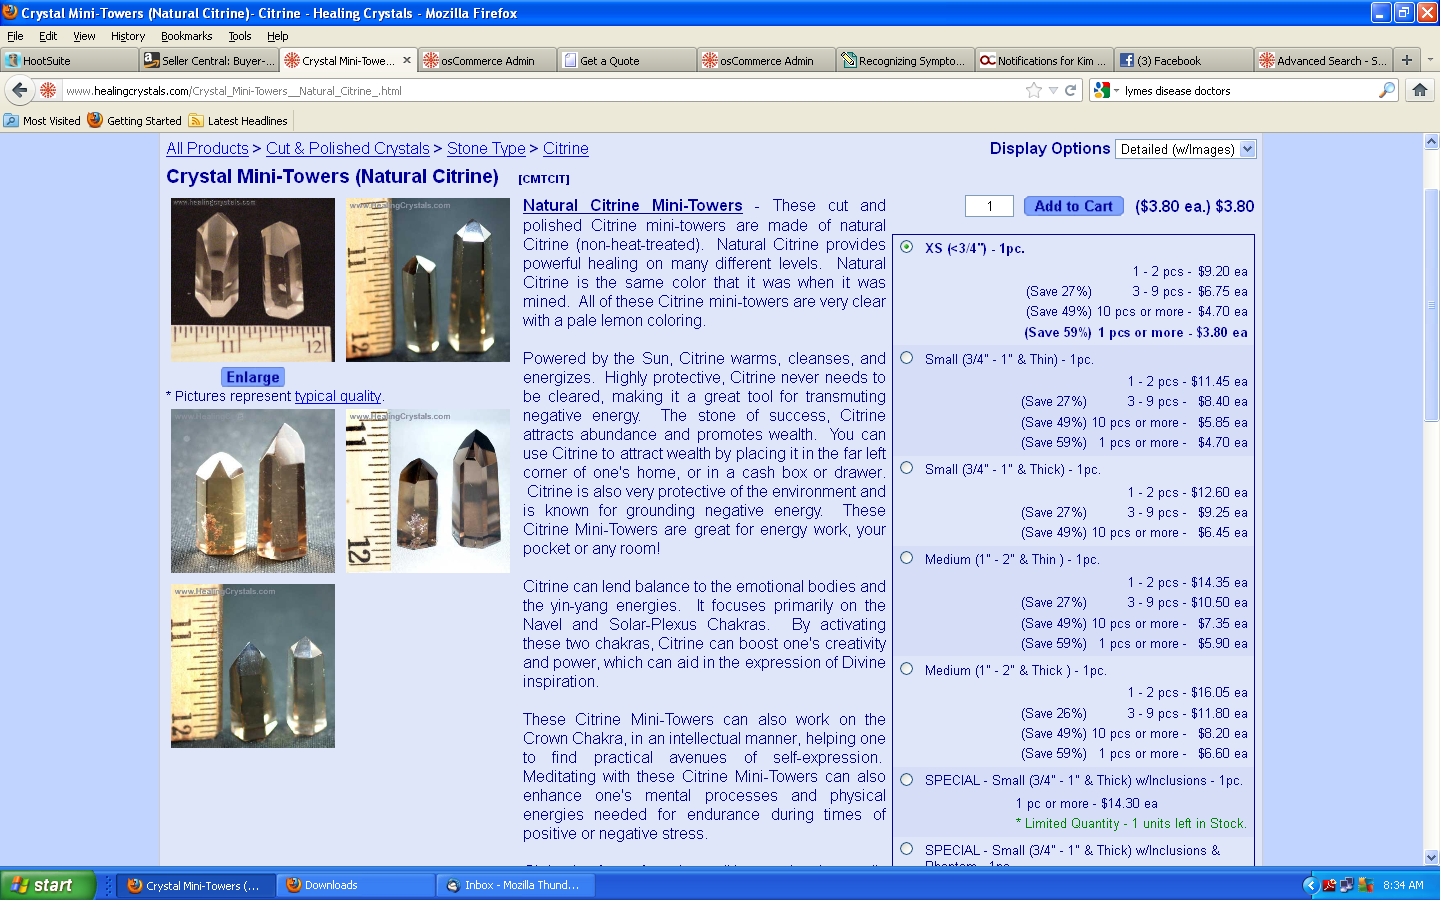 Crystal Mini-Towers (Natural Citrine)- Citrine - Healing Crystals - Mozilla Firefox
File Edit View History Bookmarks Tools Help
HootSuite
Seller Central: Buyer-...
Crystal Mini-Towe...
osCommerce Admin
Get a Quote
osCommerce Admin
Recognizing Sympto...
Notifications for Kim ...
(3) Facebook
Advanced Search - S...
www.healingcrystals.com/Crystal_Mini-Towers__Natural_Citrine_.html
lymes disease doctors
Most Visited Getting Started Latest Headlines
All Products > Cut & Polished Crystals > Stone Type > Citrine
Display Options Detailed (w/Images)
Crystal Mini-Towers (Natural Citrine) [CMTCIT]
www.HealingCrystals.com
11 12
www.HealingCrystals.com
11
12
Enlarge
* Pictures represent typical quality.
www.HealingCrystals.com
www.HealingCrystals.com
11
12
www.HealingCrystals.com
12
Natural Citrine Mini-Towers - These cut and
polished Citrine mini-towers are made of natural
Citrine (non-heat-treated). Natural Citrine provides
powerful healing on many different levels. Natural
Citrine is the same color that it was when it was
mined. All of these Citrine mini-towers are very clear
with a pale lemon coloring.
Powered by the Sun, Citrine warms, cleanses, and
energizes. Highly protective, Citrine never needs to
be cleared, making it a great tool for transmuting
negative energy. The stone of success, Citrine
attracts abundance and promotes wealth. You can
use Citrine to attract wealth by placing it in the far left
corner of one's home, or in a cash box or drawer.
Citrine is also very protective of the environment and
is known for grounding negative energy. These
Citrine Mini-Towers are great for energy work, your
pocket or any room!
Citrine can lend balance to the emotional bodies and
the yin-yang energies. It focuses primarily on the
Navel and Solar-Plexus Chakras. By activating
these two chakras, Citrine can boost one's creativity
and power, which can aid in the expression of Divine
inspiration.
These Citrine Mini-Towers can also work on the
Crown Chakra, in an intellectual manner, helping one
to find practical avenues of self-expression.
Meditating with these Citrine Mini-Towers can also
enhance one's mental processes and physical
energies needed for endurance during times of
positive or negative stress.
1 Add to Cart ($3.80 ea.) $3.80
XS (<3/4") - 1pc.
1 - 2 pcs - $9.20 ea
(Save 27%) 3 - 9 pcs - $6.75 ea
(Save 49%) 10 pcs or more - $4.70 ea
(Save 59%) 1 pcs or more - $3.80 ea
Small (3/4" - 1" & Thin) - 1pc.
1 - 2 pcs - $11.45 ea
(Save 27%) 3 - 9 pcs - $8.40 ea
(Save 49%) 10 pcs or more - $5.85 ea
(Save 59%) 1 pcs or more - $4.70 ea
Small (3/4" - 1" & Thick) - 1pc.
1 - 2 pcs - $12.60 ea
(Save 27%) 3 - 9 pcs - $9.25 ea
(Save 49%) 10 pcs or more - $6.45 ea
Medium (1" - 2" & Thin ) - 1pc.
1 - 2 pcs - $14.35 ea
(Save 27%) 3 - 9 pcs - $10.50 ea
(Save 49%) 10 pcs or more - $7.35 ea
(Save 59%) 1 pcs or more - $5.90 ea
Medium (1" - 2" & Thick ) - 1pc.
1 - 2 pcs - $16.05 ea
(Save 26%) 3 - 9 pcs - $11.80 ea
(Save 49%) 10 pcs or more - $8.20 ea
(Save 59%) 1 pcs or more - $6.60 ea
SPECIAL - Small (3/4" - 1" & Thick) w/Inclusions - 1pc.
1 pc or more - $14.30 ea
* Limited Quantity - 1 units left in Stock.
SPECIAL - Small (3/4" - 1" & Thick) w/Inclusions &
Phantom - 1pc.
start
Crystal Mini-Towers (...
Downloads
Inbox - Mozilla Thund...
8:34 AM